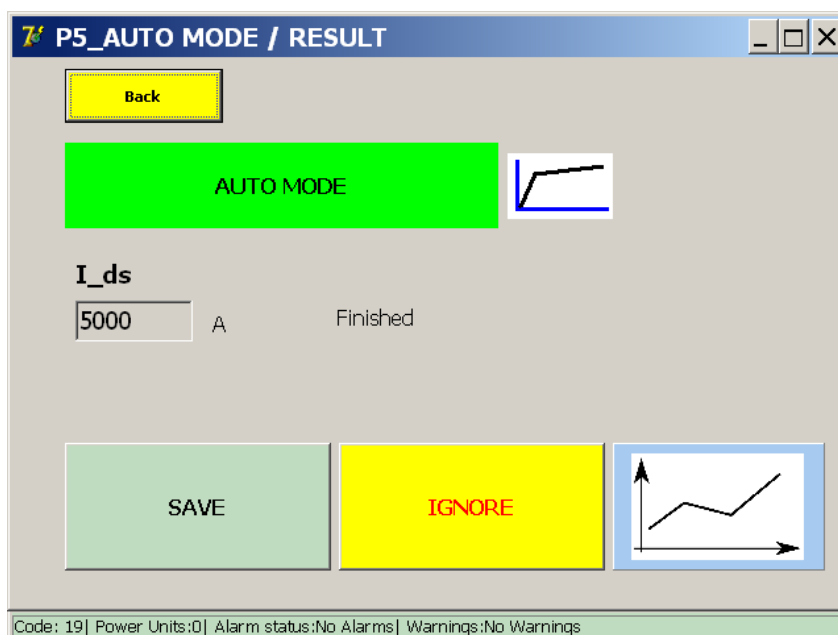 P5_AUTO MODE / RESULT
Back
AUTO MODE
I_ds
5000 A Finished
SAVE IGNORE
Code: 19| Power Units:0| Alarm status:No Alarms| Warnings:No Warnings